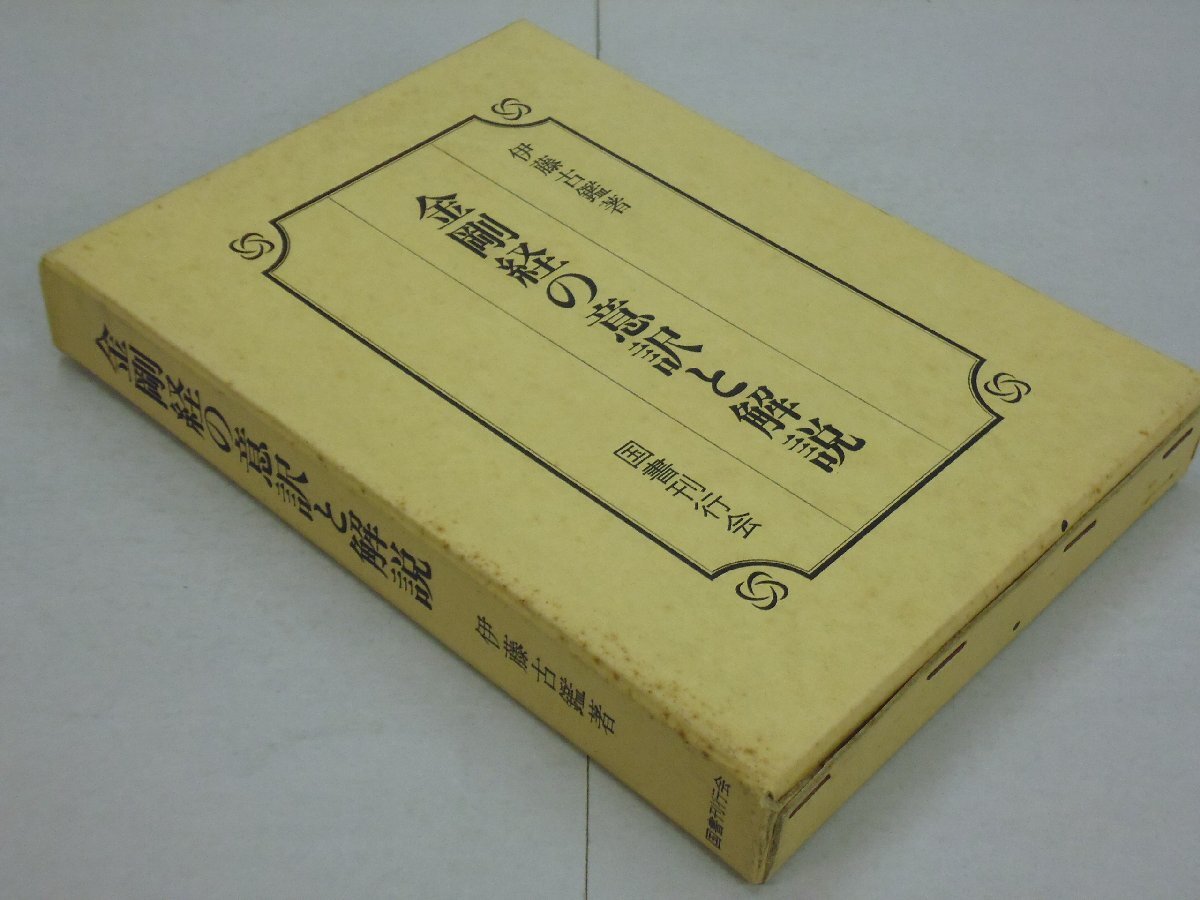 伊藤古鑑著
金剛経の意訳と解説
国書刊行会
金剛経の意訳と解説
伊藤古鑑著
国書刊行会